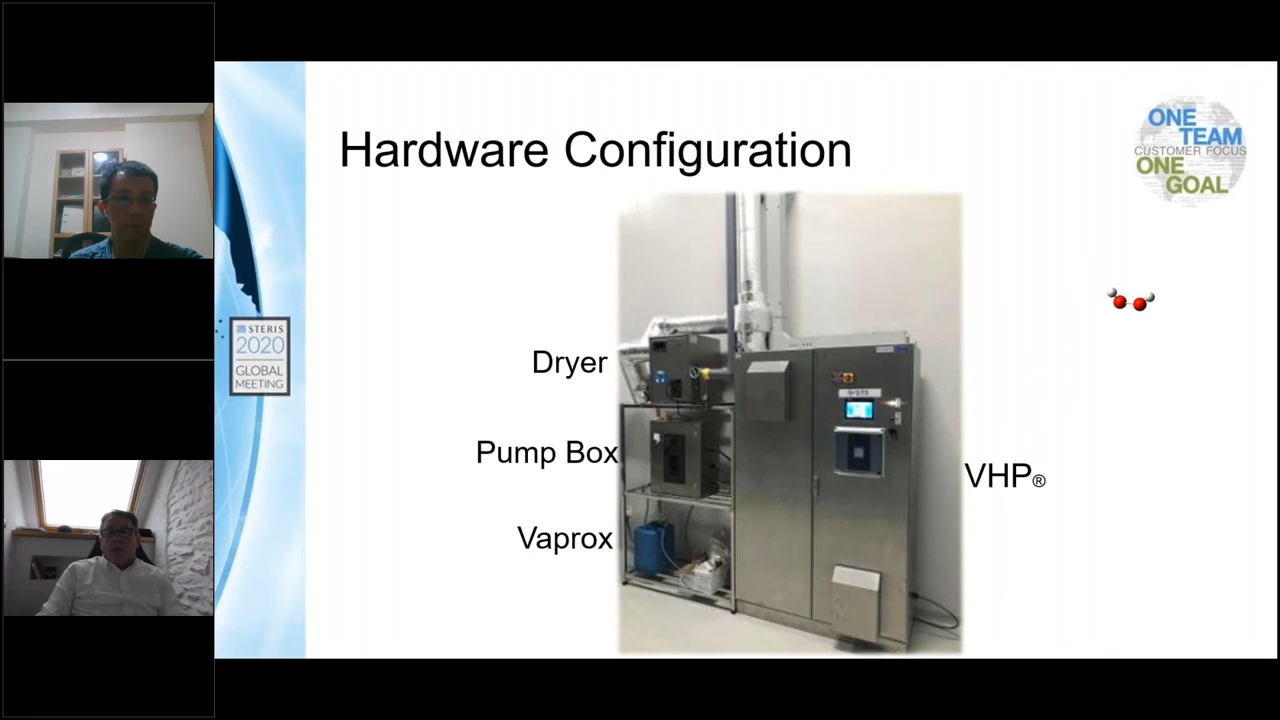 Hardware Configuration
ONE
TEAM
CUSTOMER FOCUS
ONE
GOAL
STERIS
2020
GLOBAL
MEETING
Dryer
Pump Box
VHP®
Vaprox